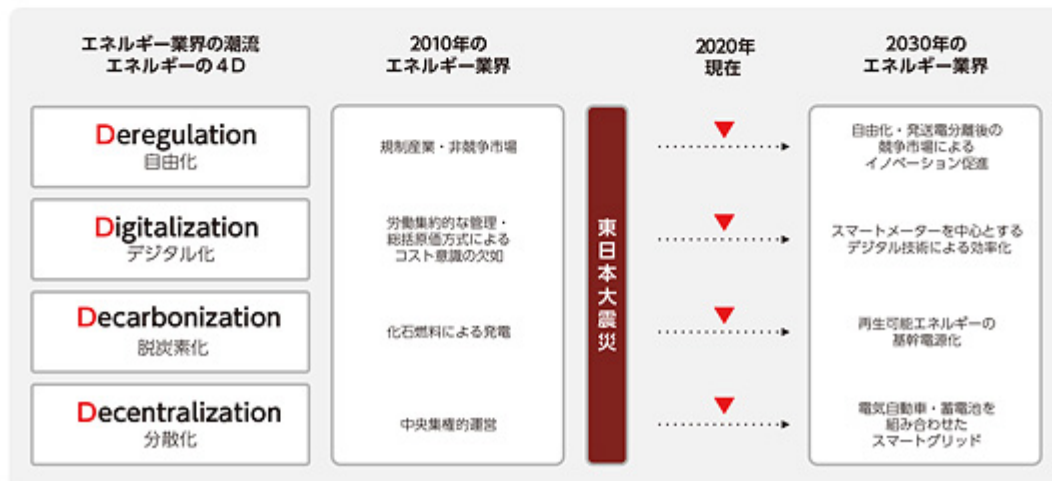 エネルギー業界の潮流
エネルギーの4D
2010年の
エネルギー業界
2020年
現在
2030年の
エネルギー業界
Deregulation
自由化
規制産業・非競争市場
自由化・発送電分離後の
競争市場による
イノベーション促進
Digitalization
デジタル化
労働集約的な管理・
総括原価方式による
コスト意識の欠如
スマートメーターを中心とする
デジタル技術による効率化
東日本大震災
Decarbonization
脱炭素化
化石燃料による発電
再生可能エネルギーの
基幹電源化
Decentralization
分散化
中央集権的運営
電気自動車・蓄電池を
組み合わせた
スマートグリッド